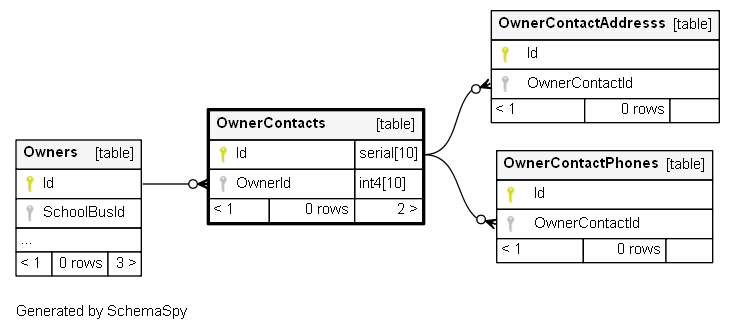 OwnerContactAddresss [table]
Id
OwnerContactId
< 1 0 rows
OwnerContacts [table]
Id serial[10]
OwnerId int4[10]
< 1 0 rows 2 >
Owners [table]
Id
SchoolBusId
...
< 1 0 rows 3 >
OwnerContactPhones [table]
Id
OwnerContactId
< 1 0 rows
Generated by SchemaSpy